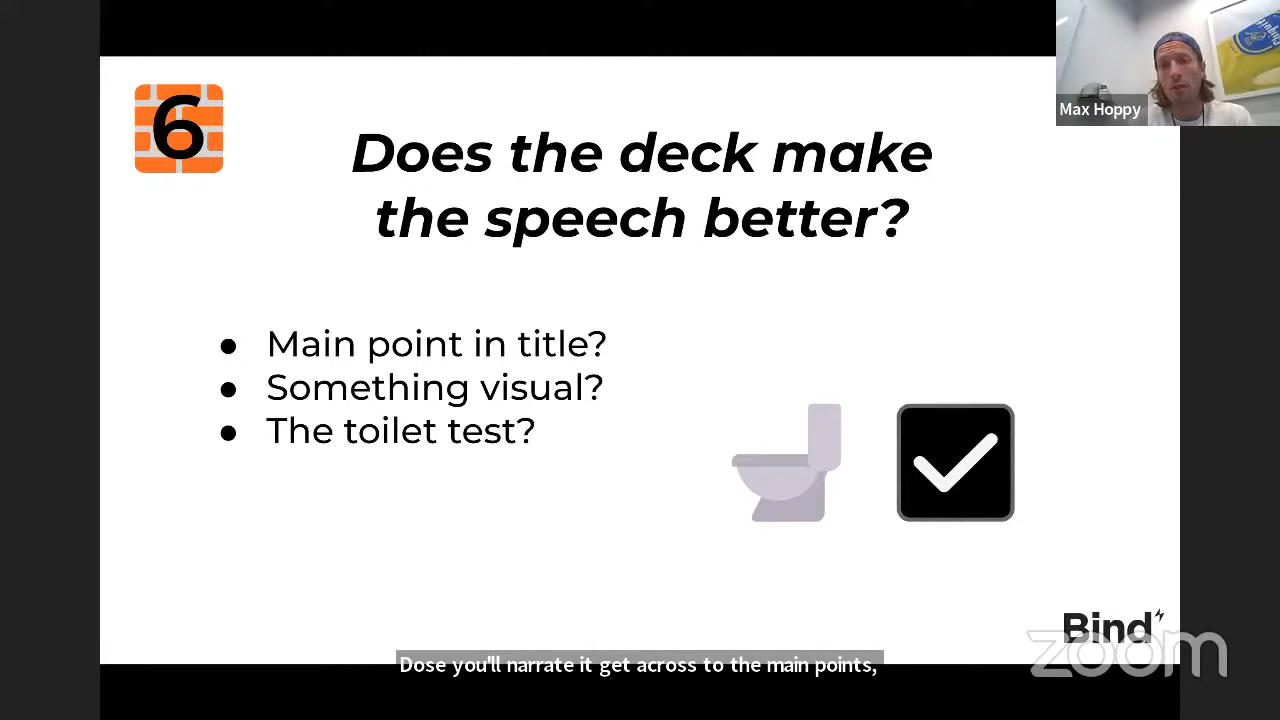 6
Does the deck make
the speech better?
● Main point in title?
● Something visual?
● The toilet test?
Max Hoppy
Bind
zoom
Dose you'll narrate it get across to the main points,